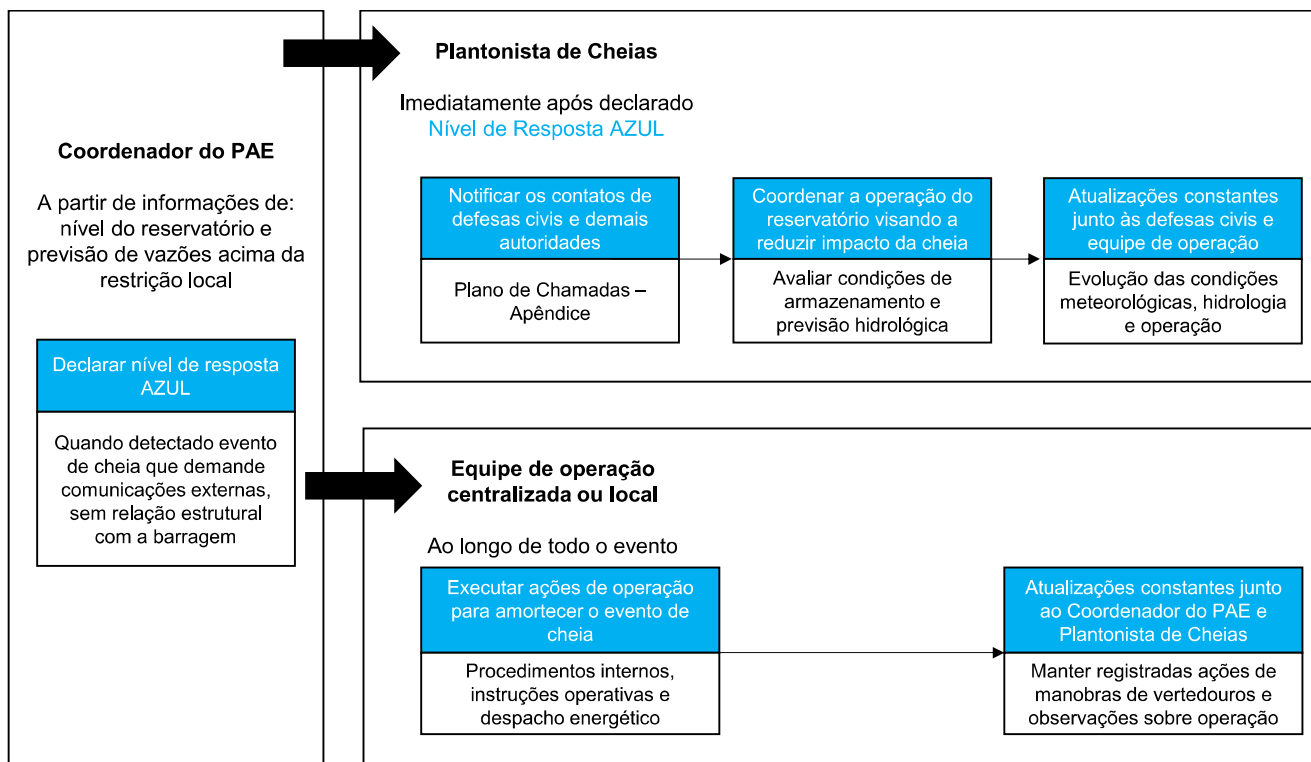 Coordenador do PAE
A partir de informações de:
nível do reservatório e
previsão de vazões acima da
restrição local
Declarar nível de resposta
AZUL
Quando detectado evento
de cheia que demande
comunicações externas,
sem relação estrutural
com a barragem
Plantonista de Cheias
Imediatamente após declarado
Nível de Resposta AZUL
Notificar os contatos de
defesas civis e demais
autoridades
Plano de Chamadas –
Apêndice
Coordenar a operação do
reservatório visando a
reduzir impacto da cheia
Avaliar condições de
armazenamento e
previsão hidrológica
Atualizações constantes
junto às defesas civis e
equipe de operação
Evolução das condições
meteorológicas, hidrologia
e operação
Equipe de operação
centralizada ou local
Ao longo de todo o evento
Executar ações de operação
para amortecer o evento de
cheia
Procedimentos internos,
instruções operativas e
despacho energético
Atualizações constantes junto
ao Coordenador do PAE e
Plantonista de Cheias
Manter registradas ações de
manobras de vertedouros e
observações sobre operação